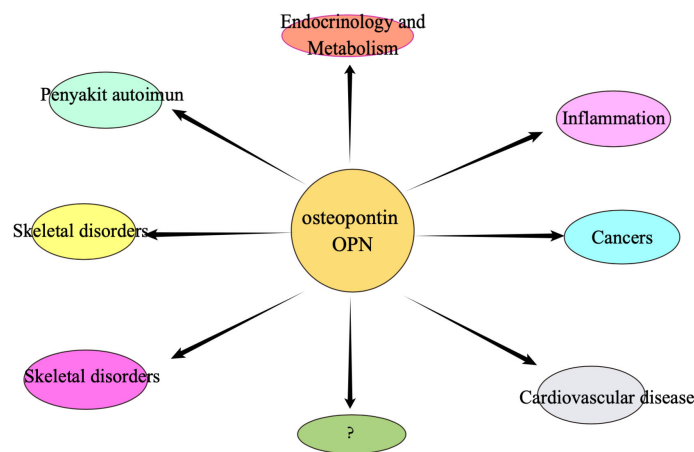 Endocrinology and
Metabolism
Penyakit autoimun
Inflammation
osteopontin
OPN
Skeletal disorders
Cancers
Skeletal disorders
Cardiovascular disease
?